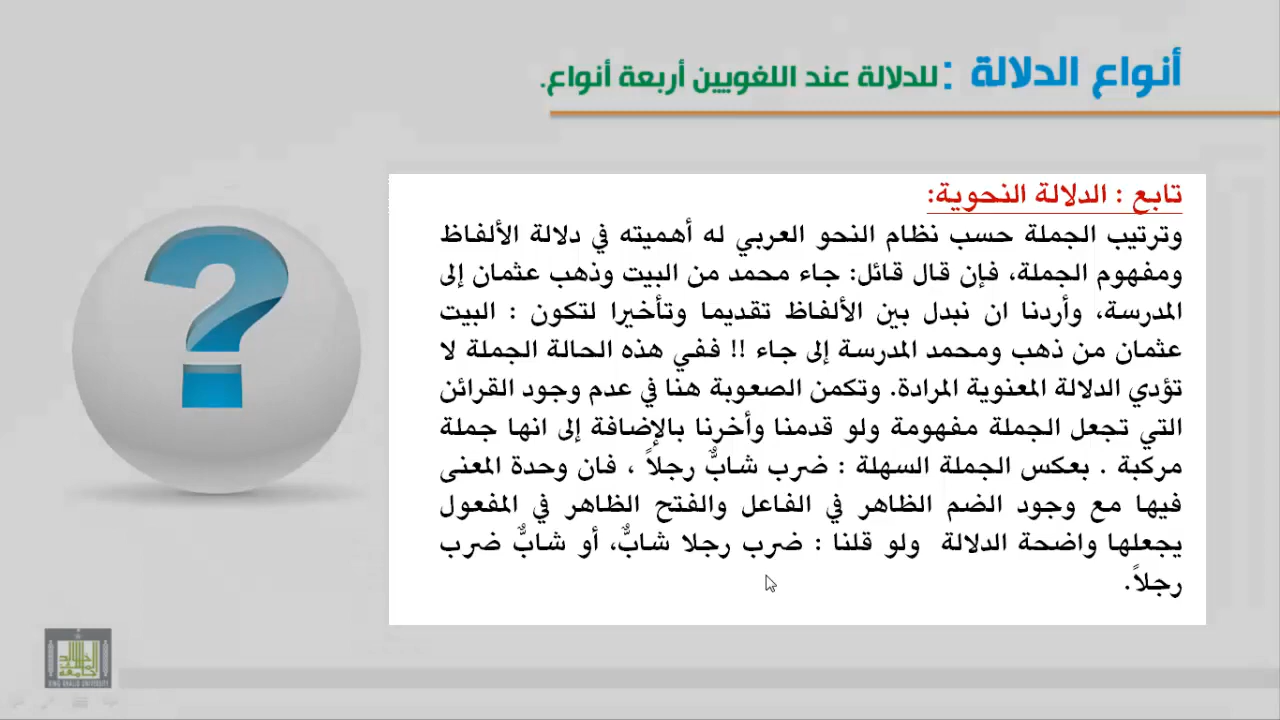 أنواع الدلالة : للدلالة عند اللغويين أربعة أنواع.
تابع : الدلالة النحوية:
وترتيب الجملة حسب نظام النحو العربي له أهميته في دلالة الألفاظ
ومفهوم الجملة، فإن قال قائل: جاء محمد من البيت وذهب عثمان إلى
المدرسة، وأردنا ان نبدل بين الألفاظ تقديما وتأخيرا لتكون : البيت
عثمان من ذهب ومحمد المدرسة إلى جاء !! ففي هذه الحالة الجملة لا
تؤدي الدلالة المعنوية المرادة. وتكمن الصعوبة هنا في عدم وجود القرائن
التي تجعل الجملة مفهومة ولو قدمنا وأخرنا بالإضافة إلى انها جملة
مركبة . بعكس الجملة السهلة : ضرب شابٌّ رجلاً ، فان وحدة المعنى
فيها مع وجود الضم الظاهر في الفاعل والفتح الظاهر في المفعول
يجعلها واضحة الدلالة ولو قلنا : ضرب رجلا شابٌّ، أو شابٌّ ضرب
رجلاً.
KING KHALID UNIVERSITY